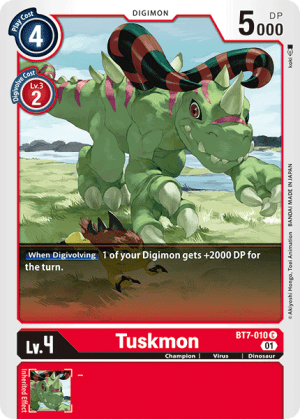 Play Cost
4
DIGIMON
5000
DP
Digivolve Cost
Lv.3
2
When Digivolving 1 of your Digimon gets +2000 DP for
the turn.
©Akiyoshi Hongo, Toei Animation BANDAI MADE IN JAPAN
BT7-010 C
Lv.4
Tuskmon
01
Champion | Virus | Dinosaur
Inherited Effect
-